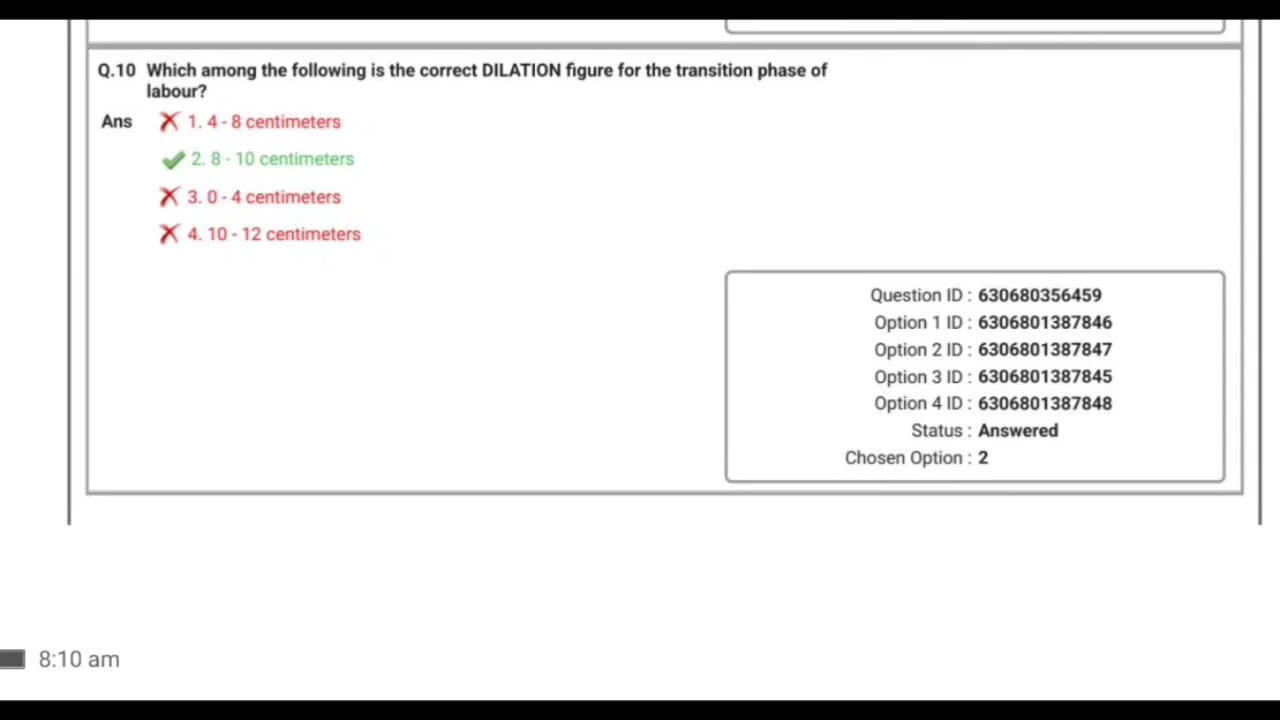 Q.10 Which among the following is the correct DILATION figure for the transition phase of
labour?
Ans 1. 4 - 8 centimeters
2. 8 - 10 centimeters
3. 0 - 4 centimeters
4. 10 - 12 centimeters
Question ID : 630680356459
Option 1 ID : 6306801387846
Option 2 ID : 6306801387847
Option 3 ID : 6306801387845
Option 4 ID : 6306801387848
Status : Answered
Chosen Option : 2
8:10 am